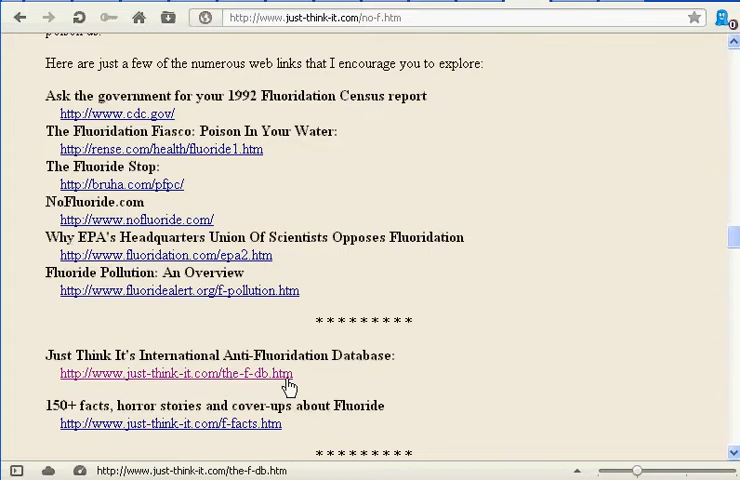 http://www.just-think-it.com/no-f.htm
Here are just a few of the numerous web links that I encourage you to explore:
Ask the government for your 1992 Fluoridation Census report
http://www.cdc.gov/
The Fluoridation Fiasco: Poison In Your Water:
http://rense.com/health/fluoride1.htm
The Fluoride Stop:
http://bruha.com/pfpc/
NoFluoride.com
http://www.nofluoride.com/
Why EPA's Headquarters Union Of Scientists Opposes Fluoridation
http://www.fluoridation.com/epa2.htm
Fluoride Pollution: An Overview
http://www.fluoridealert.org/f-pollution.htm
* * * * * * * * *
Just Think It's International Anti-Fluoridation Database:
http://www.just-think-it.com/the-f-db.htm
150+ facts, horror stories and cover-ups about Fluoride
http://www.just-think-it.com/f-facts.htm
* * * * * * * * *
http://www.just-think-it.com/the-f-db.htm